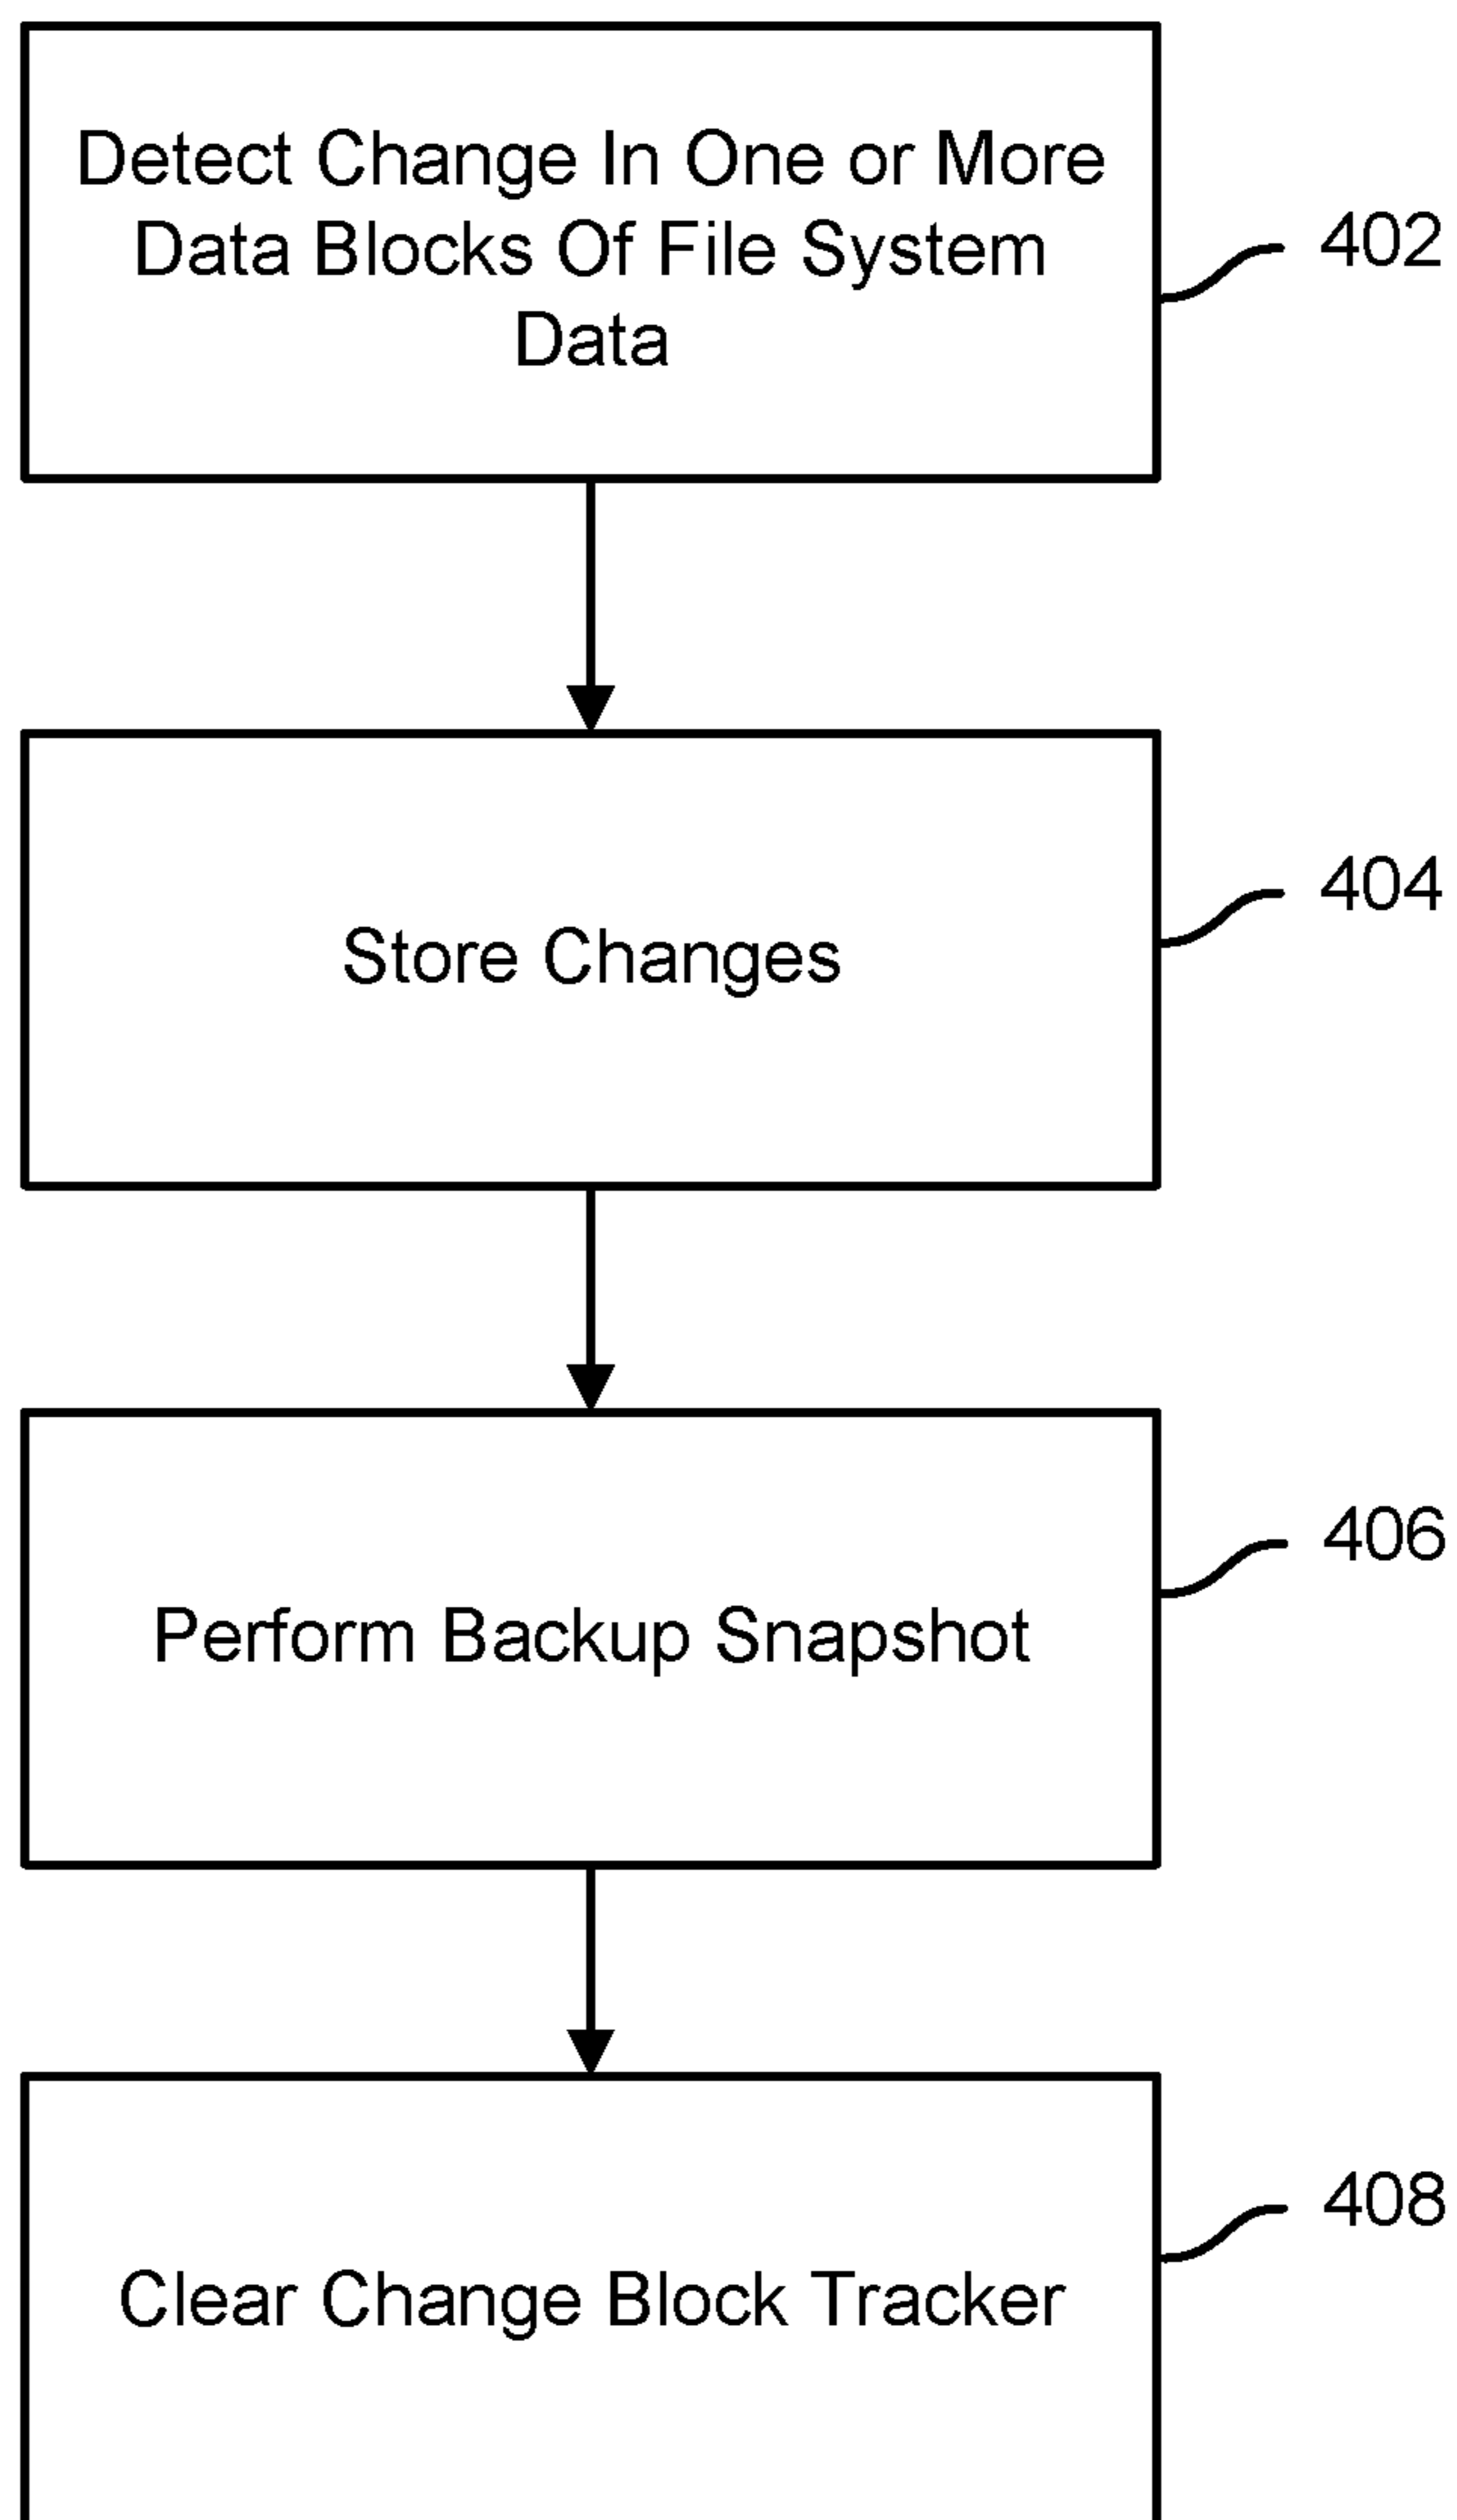 Detect Change In One or More
Data Blocks Of File System
Data
402
Store Changes
404
Perform Backup Snapshot
406
Clear Change Block Tracker
408